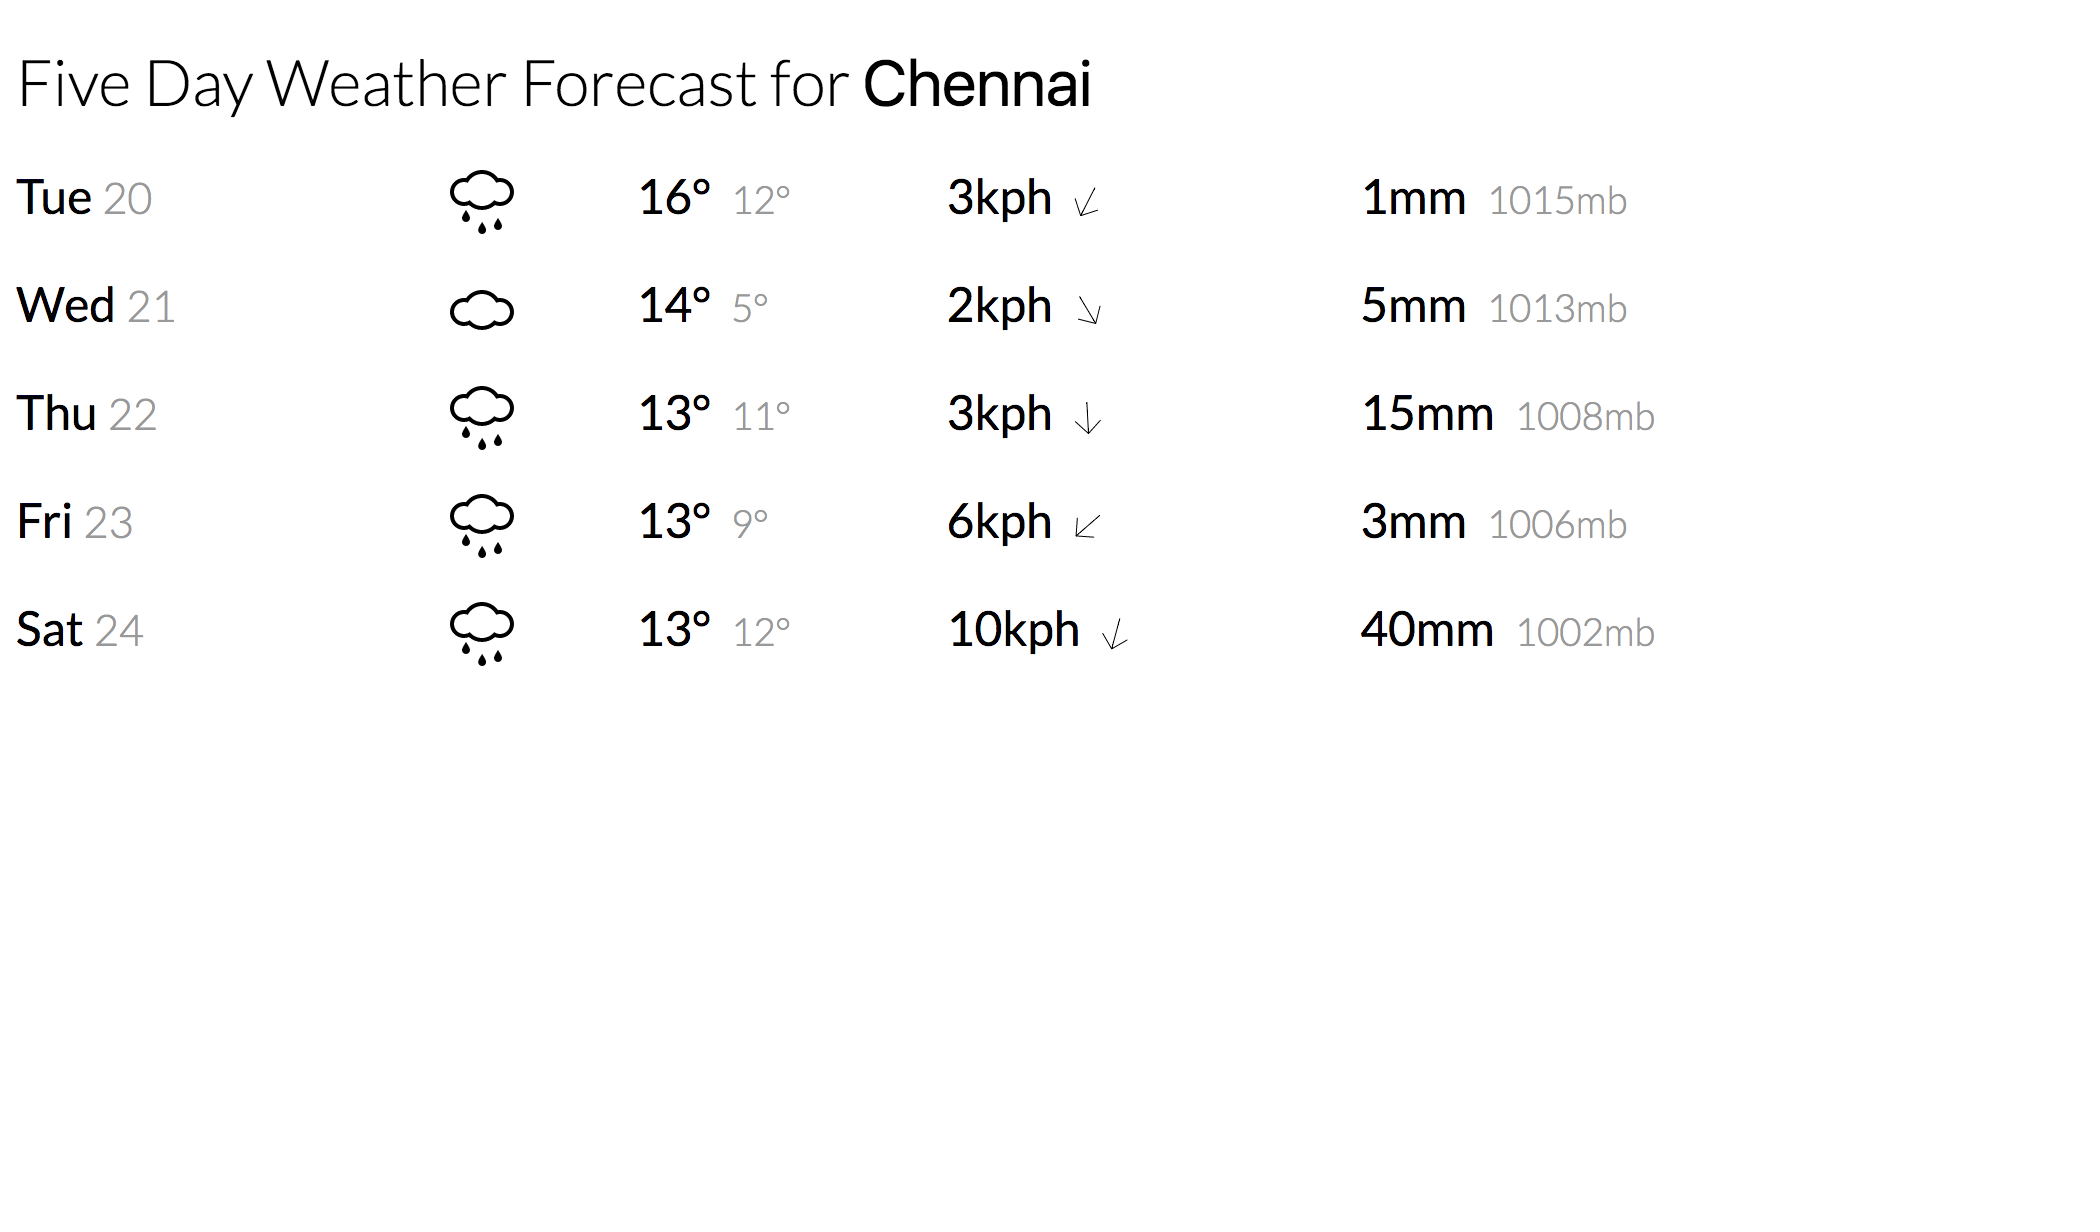 Five Day Weather Forecast for Chennai
Tue 20 16° 12° 3kph 1mm 1015mb
Wed 21 14° 5° 2kph 5mm 1013mb
Thu 22 13° 11° 3kph 15mm 1008mb
Fri 23 13° 9° 6kph 3mm 1006mb
Sat 24 13° 12° 10kph 40mm 1002mb